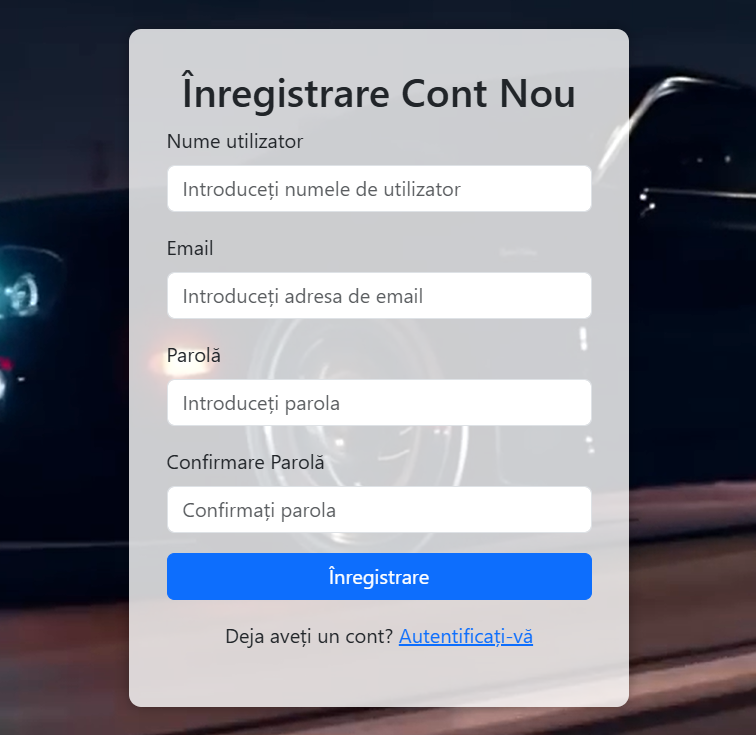 Înregistrare Cont Nou
Nume utilizator
Introduceți numele de utilizator
Email
Introduceți adresa de email
Parolă
Introduceți parola
Confirmare Parolă
Confirmați parola
Înregistrare
Deja aveți un cont? Autentificați-vă